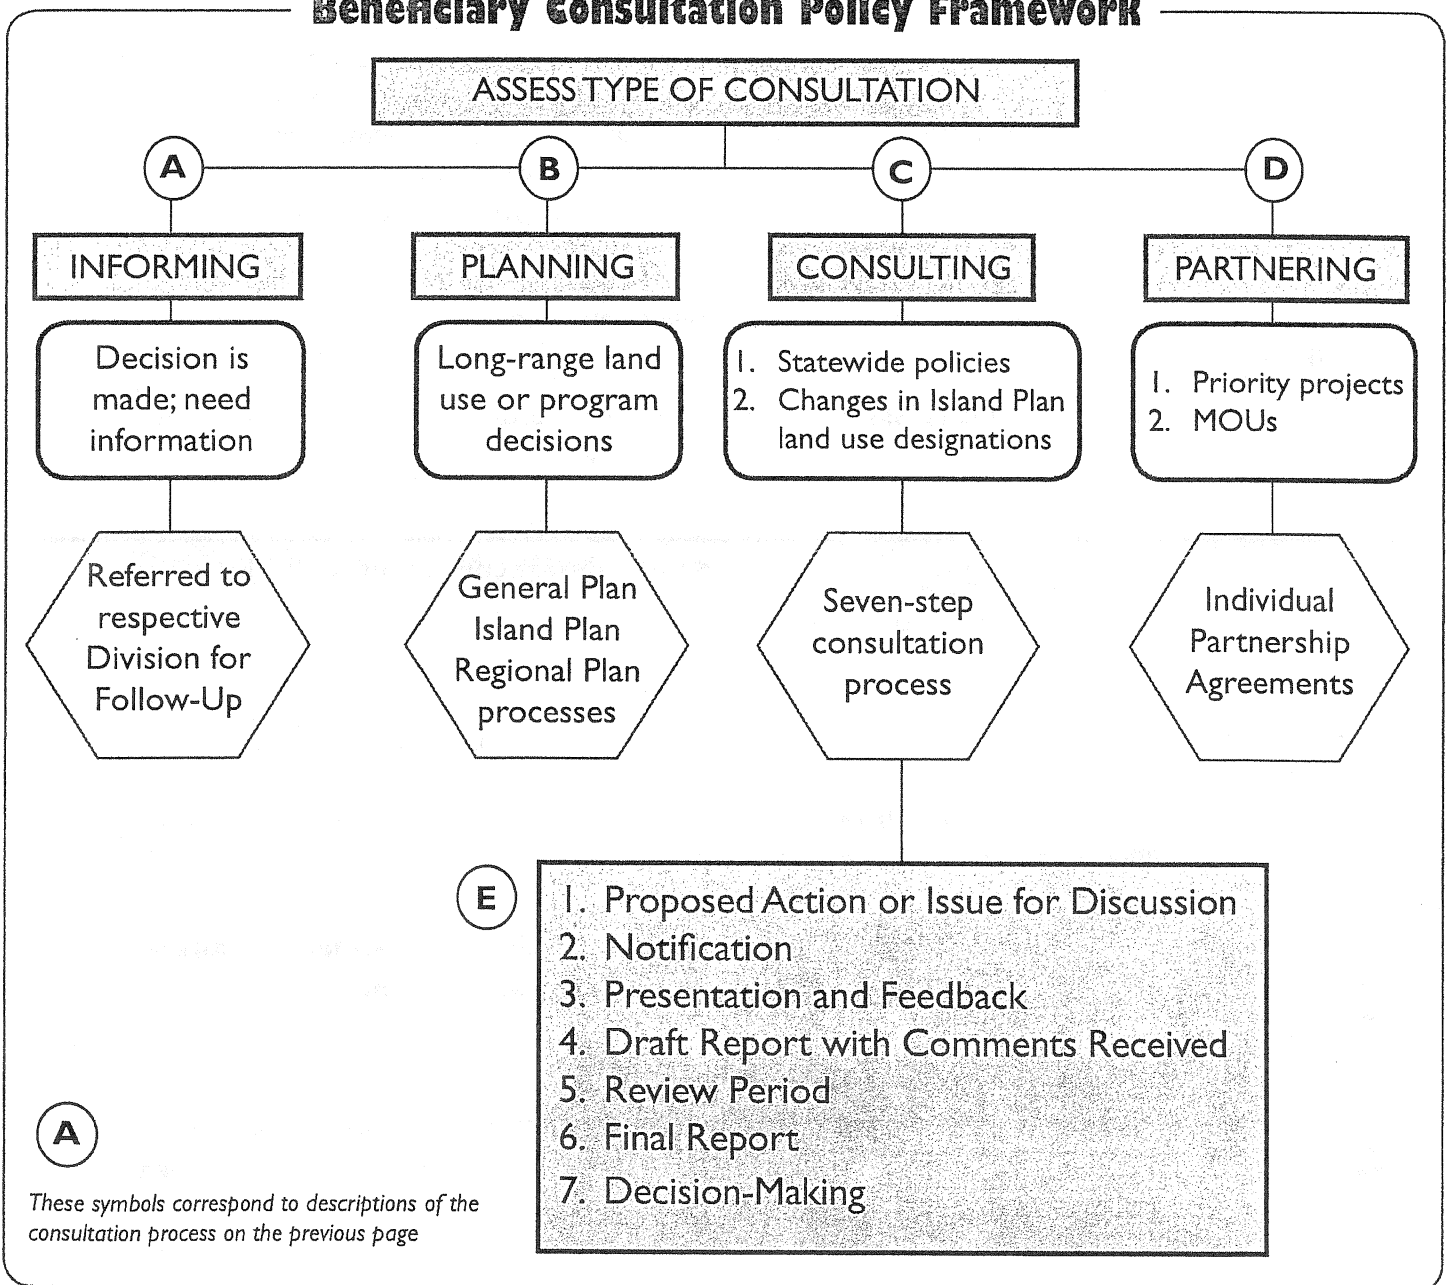 Beneficiary Consultation Policy Framework
ASSESS TYPE OF CONSULTATION
A
B
C
D
INFORMING
PLANNING
CONSULTING
PARTNERING
Decision is
made; need
information
Long-range land
use or program
decisions
1. Statewide policies
2. Changes in Island Plan
land use designations
1. Priority projects
2. MOUs
Referred to
respective
Division for
Follow-Up
General Plan
Island Plan
Regional Plan
processes
Seven-step
consultation
process
Individual
Partnership
Agreements
E
1. Proposed Action or Issue for Discussion
2. Notification
3. Presentation and Feedback
4. Draft Report with Comments Received
5. Review Period
6. Final Report
7. Decision-Making
A
These symbols correspond to descriptions of the
consultation process on the previous page